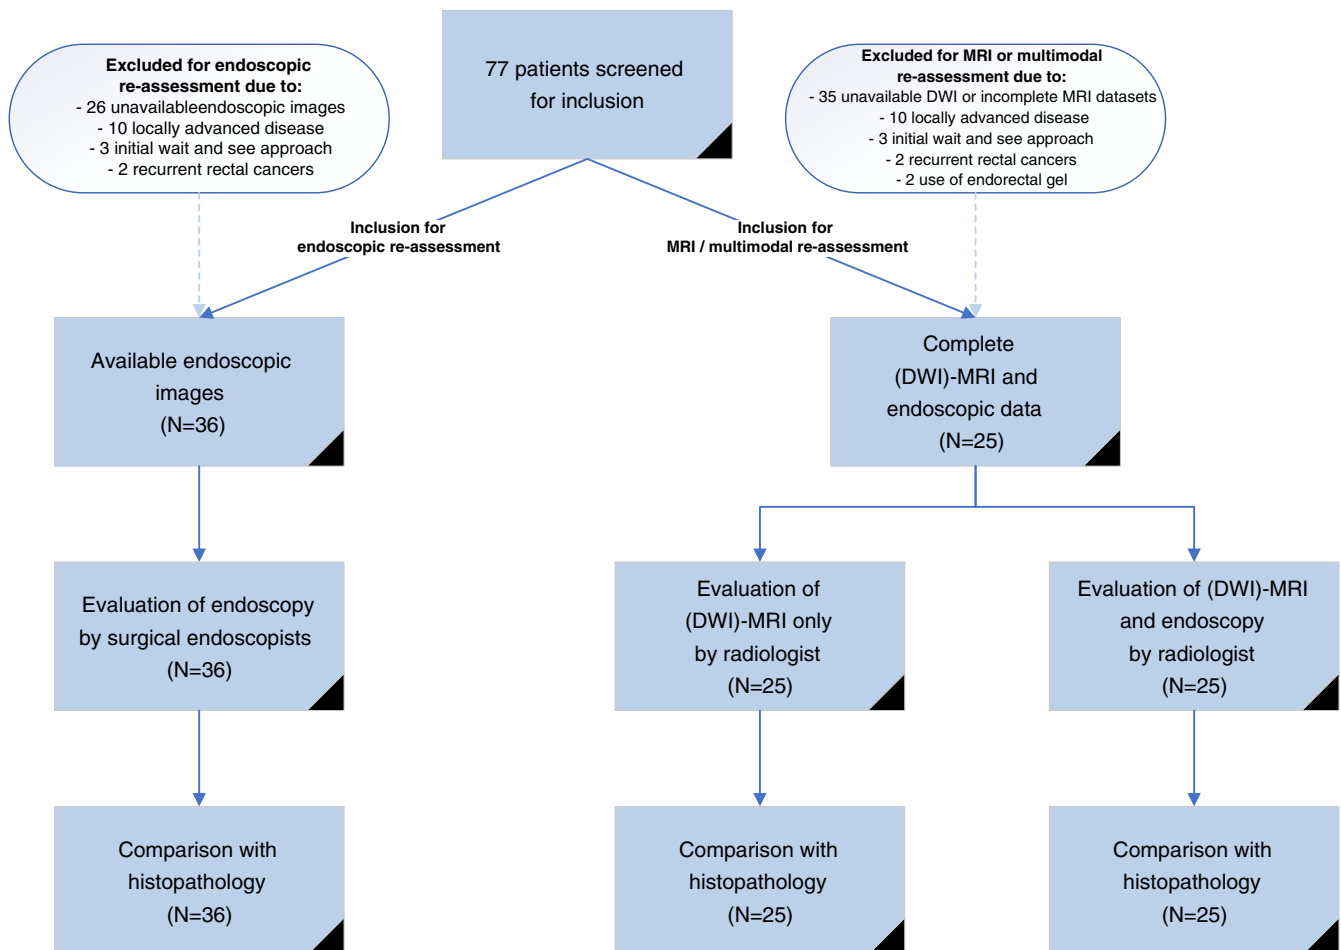 77 patients screened
for inclusion
Excluded for endoscopic
re-assessment due to:
- 26 unavailableendoscopic images
- 10 locally advanced disease
- 3 initial wait and see approach
- 2 recurrent rectal cancers
Excluded for MRI or multimodal
re-assessment due to:
- 35 unavailable DWI or incomplete MRI datasets
- 10 locally advanced disease
- 3 initial wait and see approach
- 2 recurrent rectal cancers
- 2 use of endorectal gel
Inclusion for
endoscopic re-assessment
Inclusion for
MRI / multimodal re-assessment
Available endoscopic
images
(N=36)
Complete
(DWI)-MRI and
endoscopic data
(N=25)
Evaluation of endoscopy
by surgical endoscopists
(N=36)
Evaluation of
(DWI)-MRI only
by radiologist
(N=25)
Evaluation of (DWI)-MRI
and endoscopy
by radiologist
(N=25)
Comparison with
histopathology
(N=36)
Comparison with
histopathology
(N=25)
Comparison with
histopathology
(N=25)